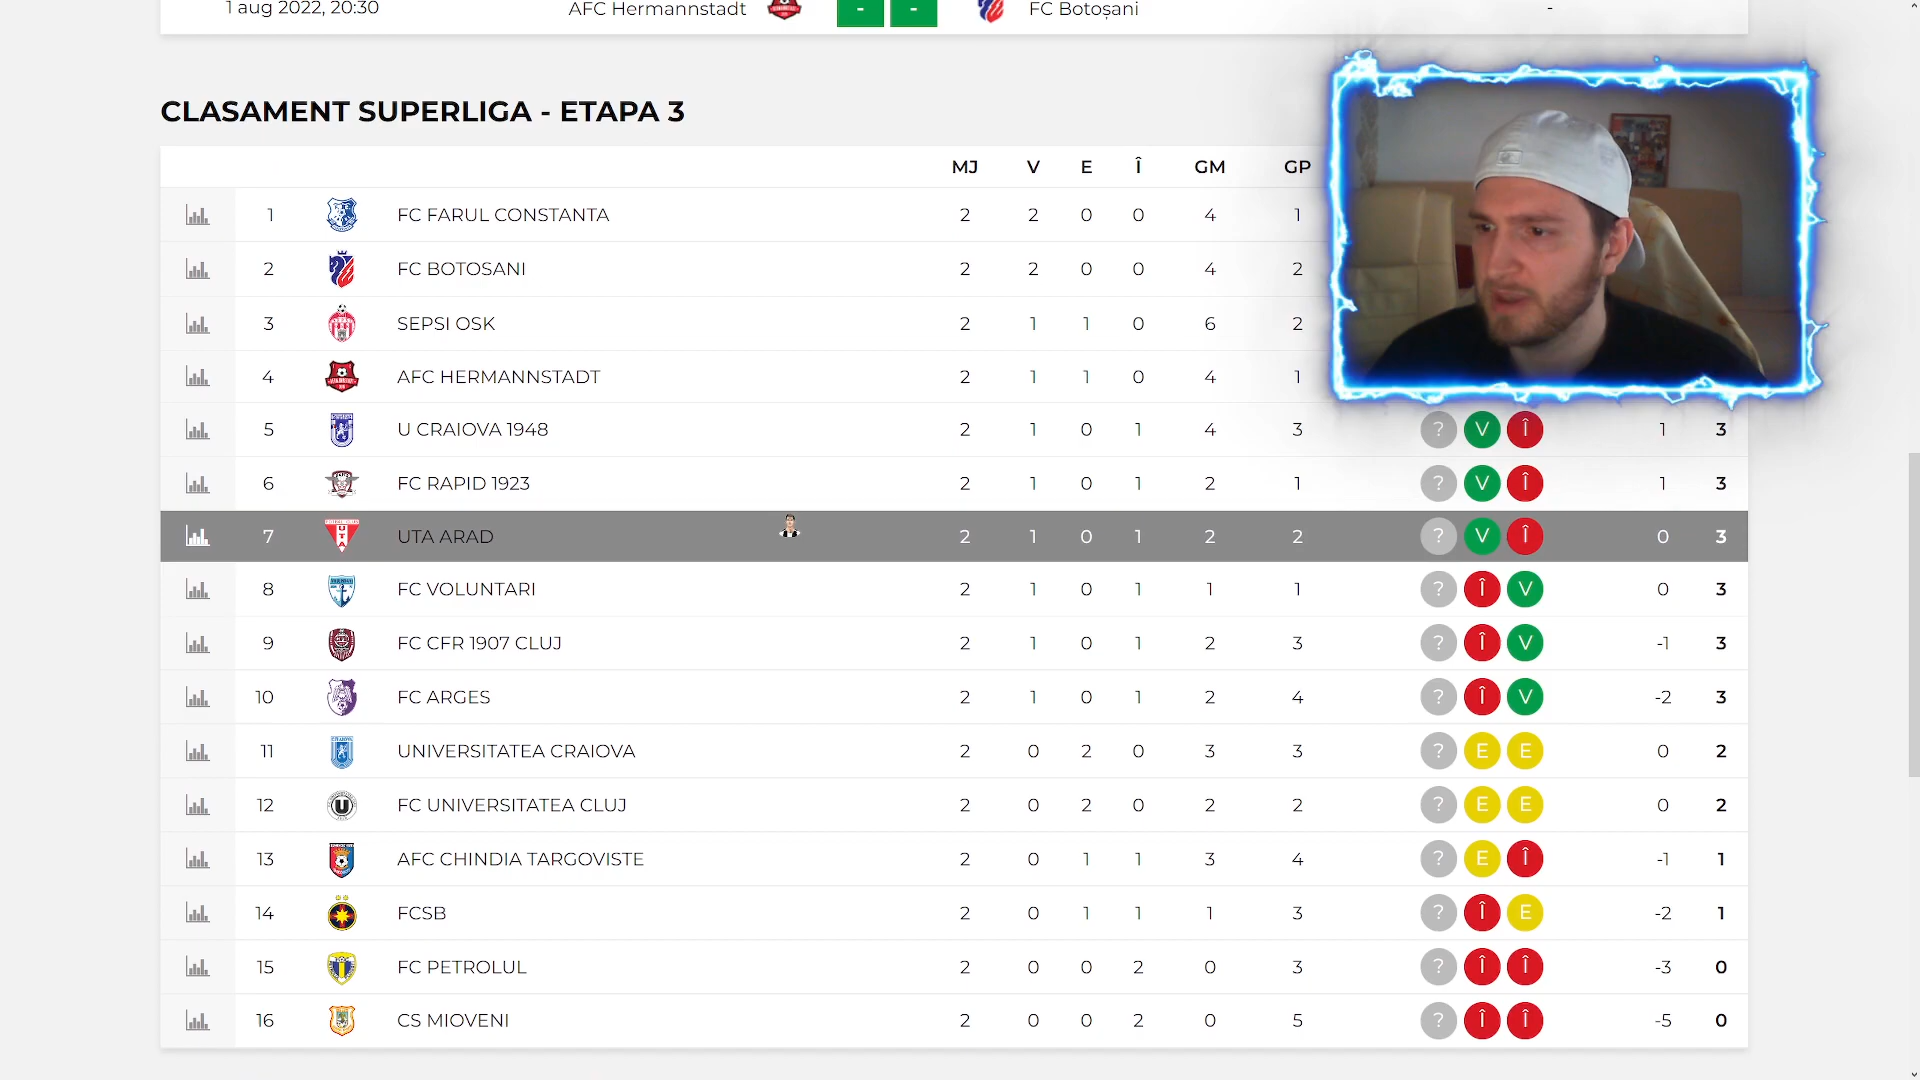 1 aug 2022, 20:30 AFC Hermannstadt - - FC Botoșani -
CLASAMENT SUPERLIGA - ETAPA 3
MJ V E Î GM GP
1 FC FARUL CONSTANTA 2 2 0 0 4 1
2 FC BOTOSANI 2 2 0 0 4 2
3 SEPSI OSK 2 1 1 0 6 2
4 AFC HERMANNSTADT 2 1 1 0 4 1
5 U CRAIOVA 1948 2 1 0 1 4 3 ? V Î 1 3
6 FC RAPID 1923 2 1 0 1 2 1 ? V Î 1 3
7 UTA ARAD 2 1 0 1 2 2 ? V Î 0 3
8 FC VOLUNTARI 2 1 0 1 1 1 ? Î V 0 3
9 FC CFR 1907 CLUJ 2 1 0 1 2 3 ? Î V -1 3
10 FC ARGES 2 1 0 1 2 4 ? Î V -2 3
11 UNIVERSITATEA CRAIOVA 2 0 2 0 3 3 ? E E 0 2
12 FC UNIVERSITATEA CLUJ 2 0 2 0 2 2 ? E E 0 2
13 AFC CHINDIA TARGOVISTE 2 0 1 1 3 4 ? E Î -1 1
14 FCSB 2 0 1 1 1 3 ? Î E -2 1
15 FC PETROLUL 2 0 0 2 0 3 ? Î Î -3 0
16 CS MIOVENI 2 0 0 2 0 5 ? Î Î -5 0